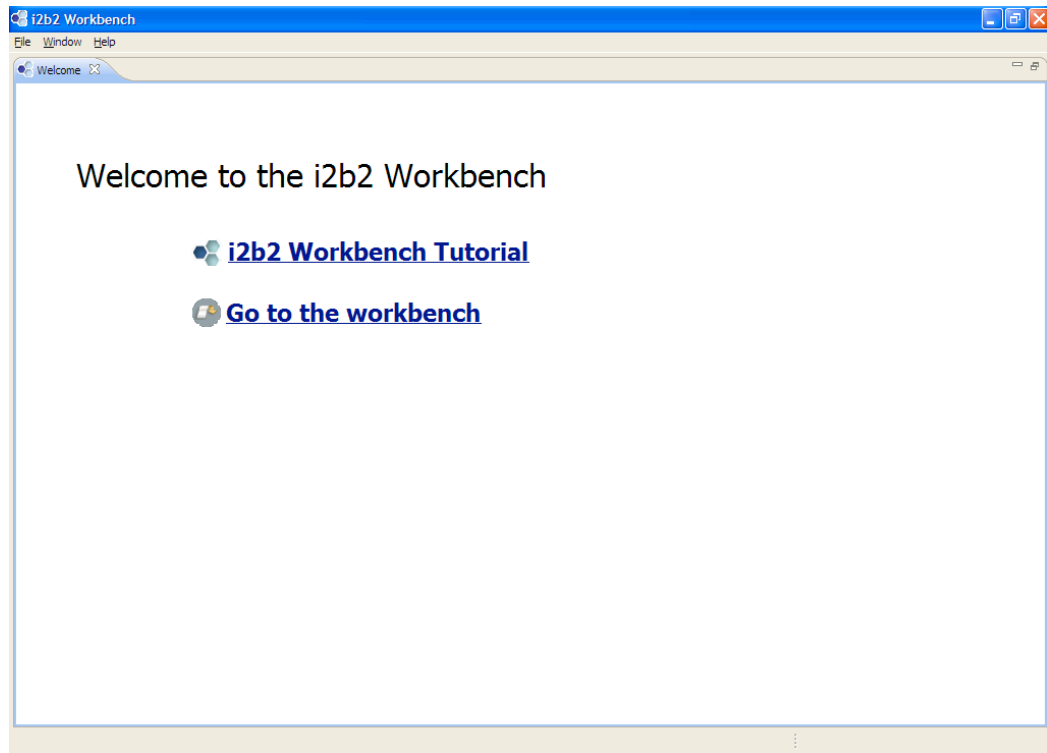 i2b2 Workbench
File Window Help
Welcome
Welcome to the i2b2 Workbench
i2b2 Workbench Tutorial
Go to the workbench